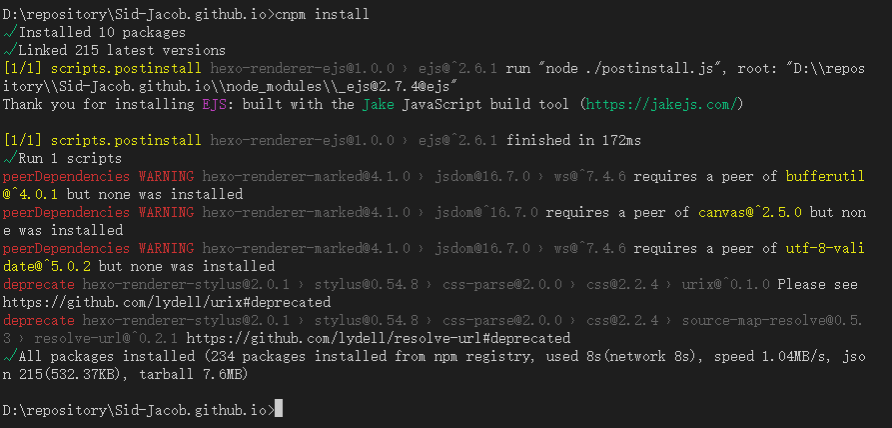 D:\repository\Sid-Jacob.github.io>cnpm install
√Installed 10 packages
√Linked 215 latest versions
[1/1] scripts.postinstall hexo-renderer-ejs@1.0.0 › ejs@^2.6.1 run "node ./postinstall.js", root: "D:\\repos
itory\\Sid-Jacob.github.io\\node_modules\\_ejs@2.7.4@ejs"
Thank you for installing EJS: built with the Jake JavaScript build tool (https://jakejs.com/)
[1/1] scripts.postinstall hexo-renderer-ejs@1.0.0 › ejs@^2.6.1 finished in 172ms
√Run 1 scripts
peerDependencies WARNING hexo-renderer-marked@4.1.0 › jsdom@16.7.0 › ws@^7.4.6 requires a peer of bufferutil
@^4.0.1 but none was installed
peerDependencies WARNING hexo-renderer-marked@4.1.0 › jsdom@^16.7.0 requires a peer of canvas@^2.5.0 but non
e was installed
peerDependencies WARNING hexo-renderer-marked@4.1.0 › jsdom@16.7.0 › ws@^7.4.6 requires a peer of utf-8-vali
date@^5.0.2 but none was installed
deprecate hexo-renderer-stylus@2.0.1 › stylus@0.54.8 › css-parse@2.0.0 › css@2.2.4 › urix@^0.1.0 Please see
https://github.com/lydell/urix#deprecated
deprecate hexo-renderer-stylus@2.0.1 › stylus@0.54.8 › css-parse@2.0.0 › css@2.2.4 › source-map-resolve@0.5.
3 › resolve-url@^0.2.1 https://github.com/lydell/resolve-url#deprecated
√All packages installed (234 packages installed from npm registry, used 8s(network 8s), speed 1.04MB/s, jso
n 215(532.37KB), tarball 7.6MB)
D:\repository\Sid-Jacob.github.io>